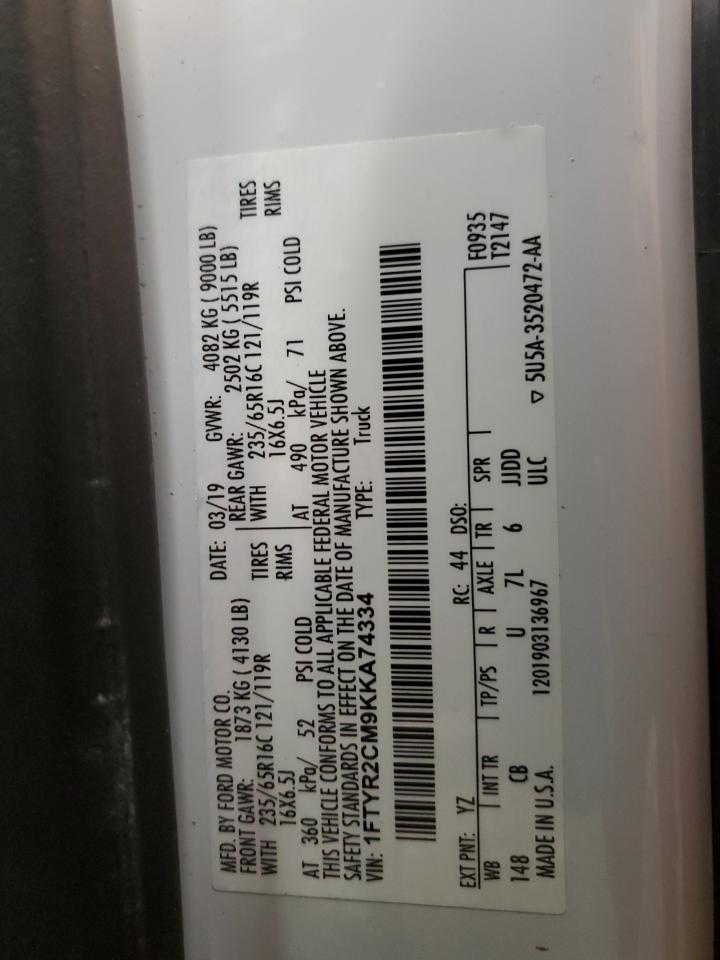 MFD. BY FORD MOTOR CO.
DATE: 03/19 GVWR: 4082 KG ( 9000 LB)
FRONT GAWR: 1873 KG ( 4130 LB)
REAR GAWR: 2502 KG ( 5515 LB)
WITH 235/65R16C 121/119R TIRES
WITH 235/65R16C 121/119R TIRES
16X6.5J RIMS
16X6.5J RIMS
AT 360 kPa/ 52 PSI COLD
AT 490 kPa/ 71 PSI COLD
THIS VEHICLE CONFORMS TO ALL APPLICABLE FEDERAL MOTOR VEHICLE
SAFETY STANDARDS IN EFFECT ON THE DATE OF MANUFACTURE SHOWN ABOVE.
VIN: 1FTYR2CM9KKA74334 TYPE: Truck
EXT PNT: YZ RC: 44 DSO: F0935
WB INT TR TP/PS R AXLE TR SPR T2147
148 CB U 7L 6 JJDD
MADE IN U.S.A. 1201903136967 ULC ▽ 5U5A-3520472-AA